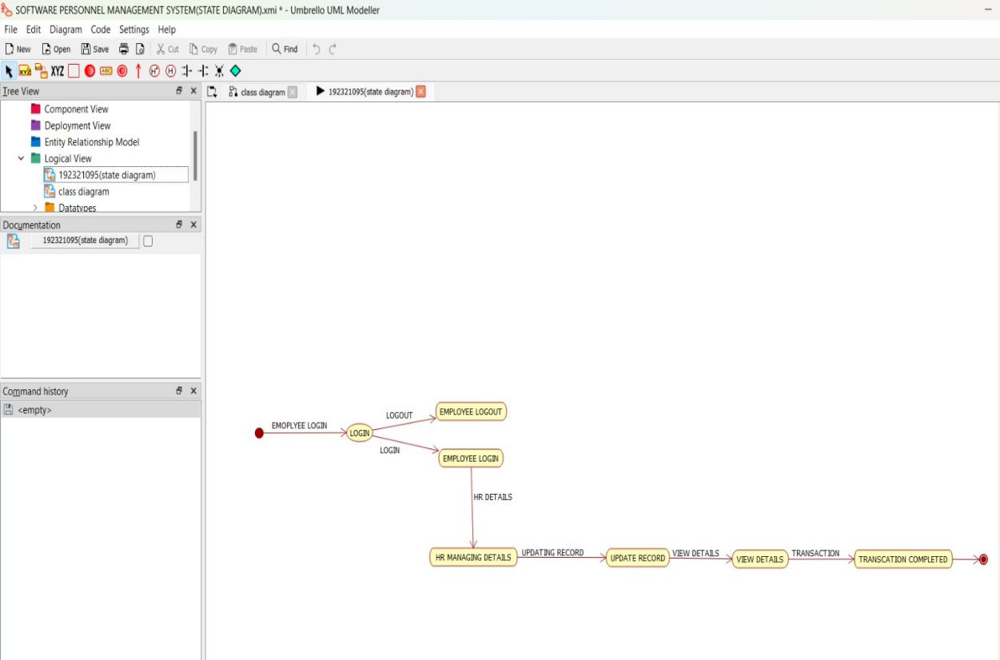 SOFTWARE PERSONNEL MANAGEMENT SYSTEM(STATE DIAGRAM).xmi * - Umbrello UML Modeller
File Edit Diagram Code Settings Help
New Open Save Cut Copy Paste Find
XYZ XYZ ABC H* H
Tree View
class diagram
192321095(state diagram)
Component View
Deployment View
Entity Relationship Model
Logical View
192321095(state diagram)
class diagram
Datatypes
Documentation
192321095(state diagram)
Command history
<empty>
EMOPLYEE LOGIN
LOGIN
LOGOUT
EMPLOYEE LOGOUT
LOGIN
EMPLOYEE LOGIN
HR DETAILS
HR MANAGING DETAILS
UPDATING RECORD
UPDATE RECORD
VIEW DETAILS
VIEW DETAILS
TRANSACTION
TRANSCATION COMPLETED